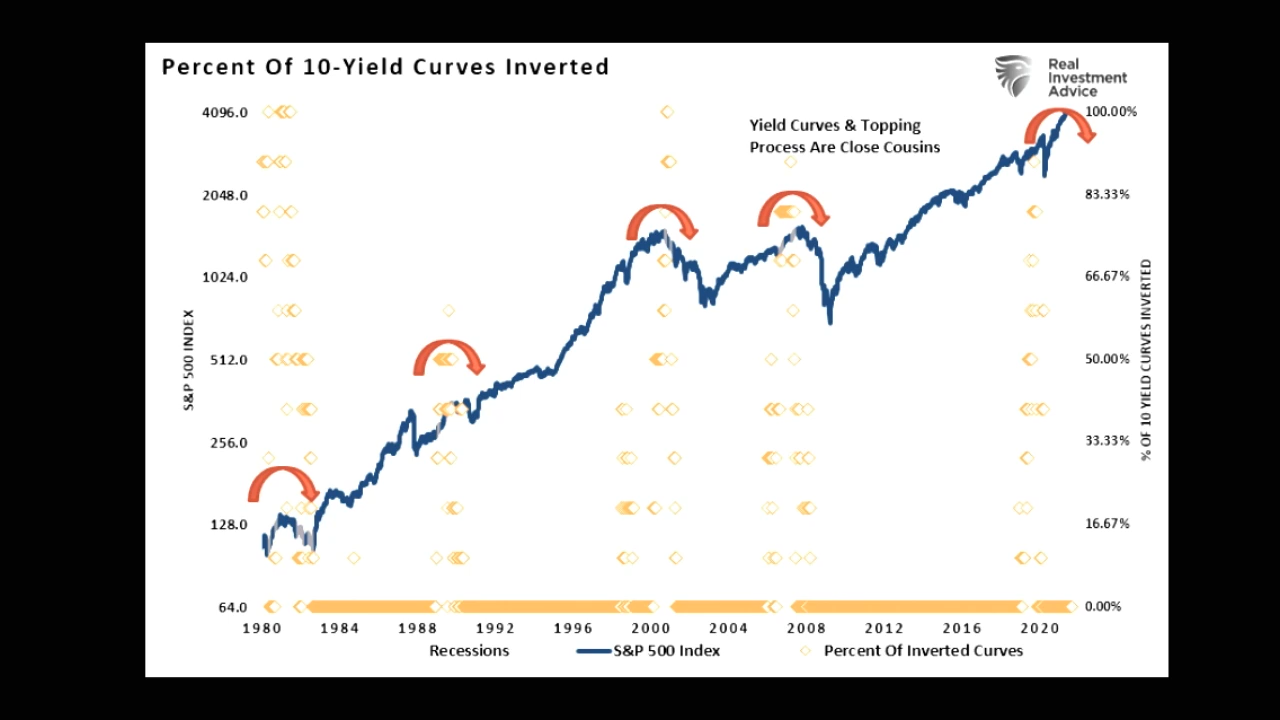 Percent Of 10-Yield Curves Inverted
Real
Investment
Advice
Yield Curves & Topping
Process Are Close Cousins
4096.0
2048.0
1024.0
512.0
256.0
128.0
64.0
S&P 500 INDEX
100.00%
83.33%
66.67%
50.00%
33.33%
16.67%
0.00%
% OF 10 YIELD CURVES INVERTED
1980 1984 1988 1992 1996 2000 2004 2008 2012 2016 2020
Recessions S&P 500 Index Percent Of Inverted Curves